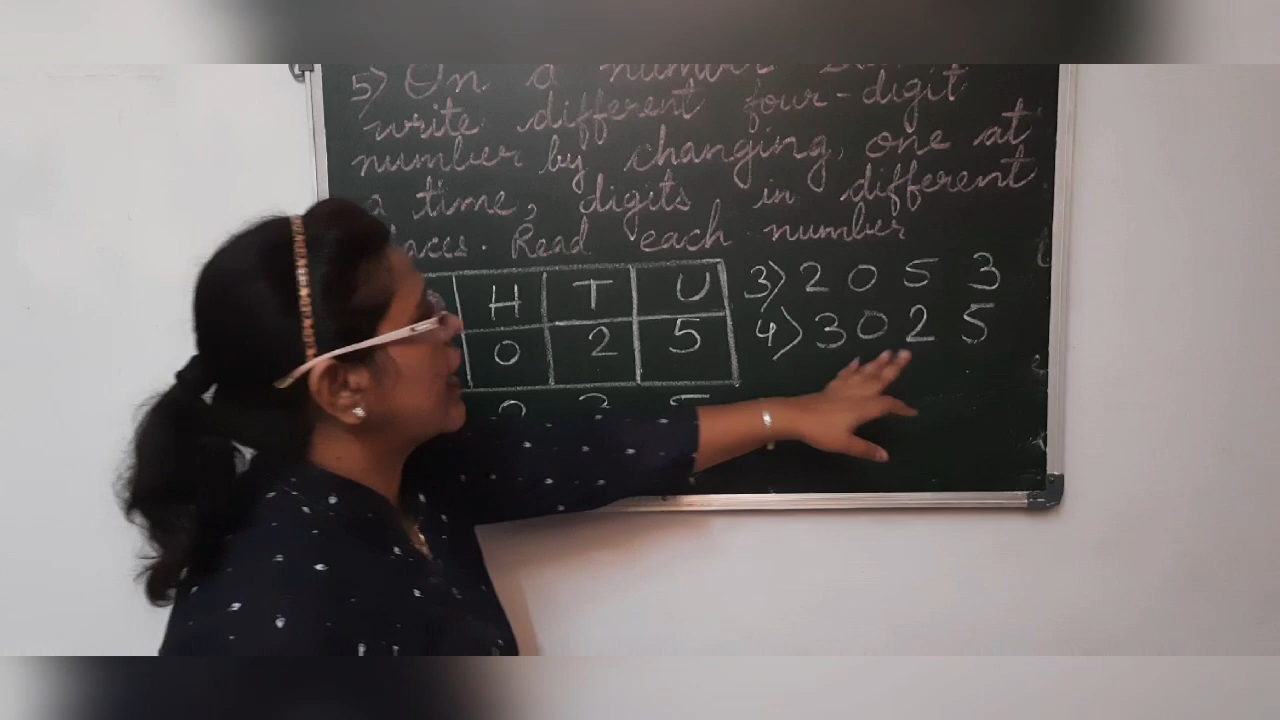 5) On a number
write different four-digit
number by changing, one at
a time, digits in different
Read each number
H T U 3) 2 0 5 3
0 2 5 4) 3 0 2 5